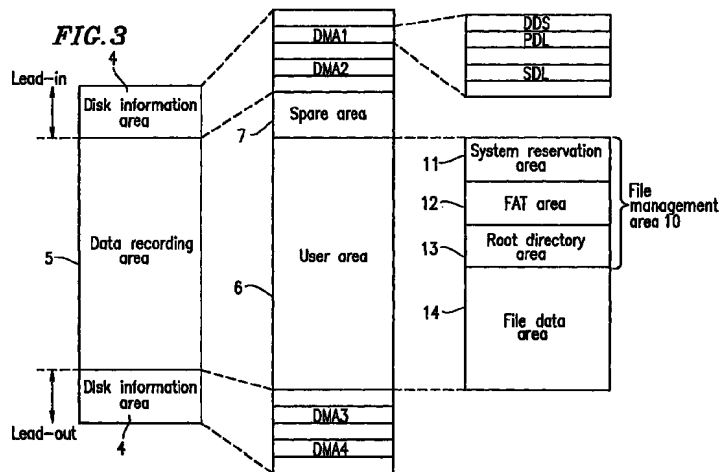 FIG.3
Lead-in
4
Disk information
area
5
Data recording
area
Disk information
area
4
Lead-out
DMA1
DMA2
7
Spare area
6
User area
DMA3
DMA4
DDS
PDL
SDL
11
System reservation
area
12
FAT area
13
Root directory
area
File
management
area 10
14
File data
area